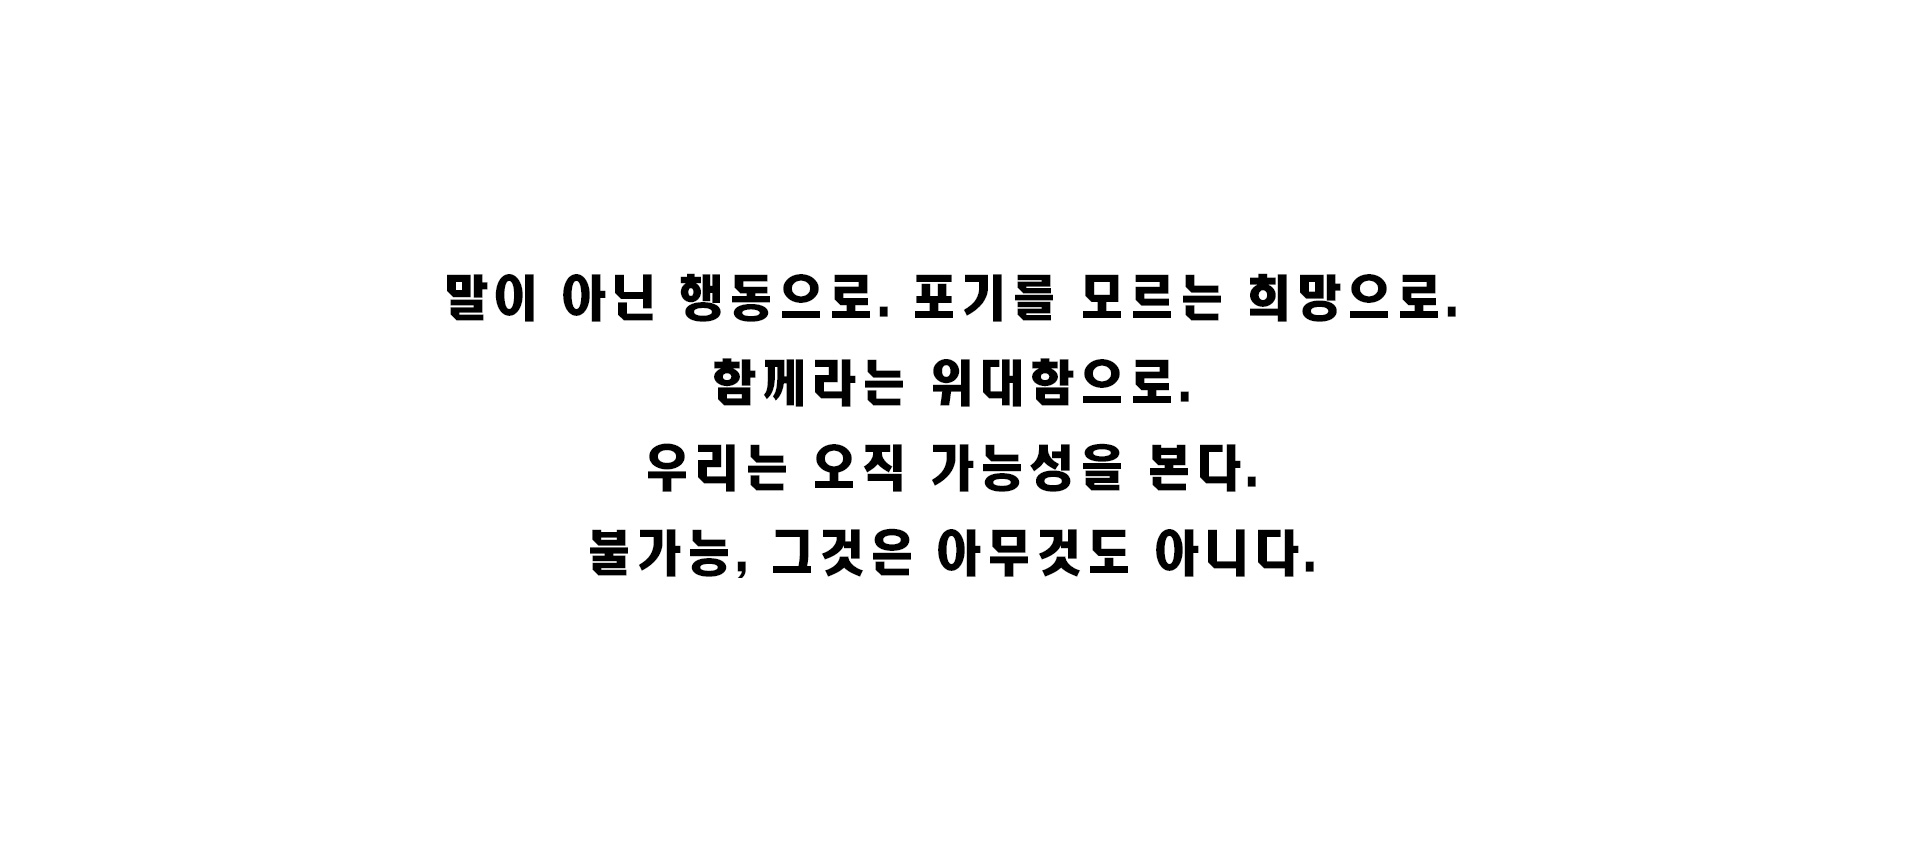 말이 아닌 행동으로. 포기를 모르는 희망으로.
함께라는 위대함으로.
우리는 오직 가능성을 본다.
불가능, 그것은 아무것도 아니다.